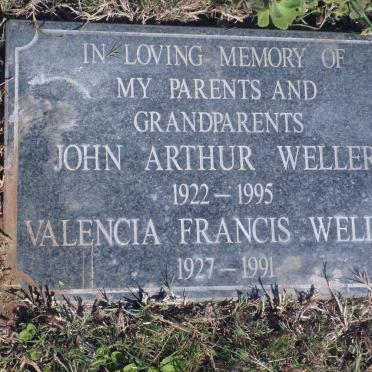 IN LOVING MEMORY OF
MY PARENTS AND
GRANDPARENTS
JOHN ARTHUR WELLER
1922 — 1995
VALENCIA FRANCIS WELL
1927 — 1991